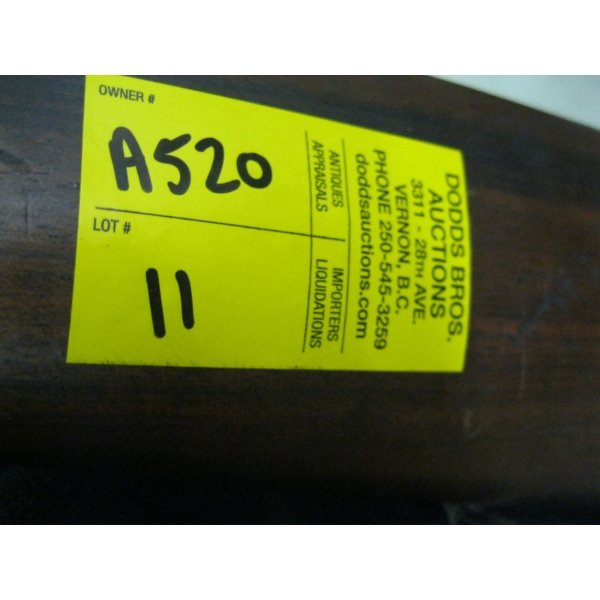 OWNER #
A520
LOT #
11
ANTIQUES
APPRAISALS
IMPORTERS
LIQUIDATIONS
DODDS BROS.
AUCTIONS
3311 - 28TH AVE.
VERNON, B.C.
PHONE 250-545-3259
doddsauctions.com